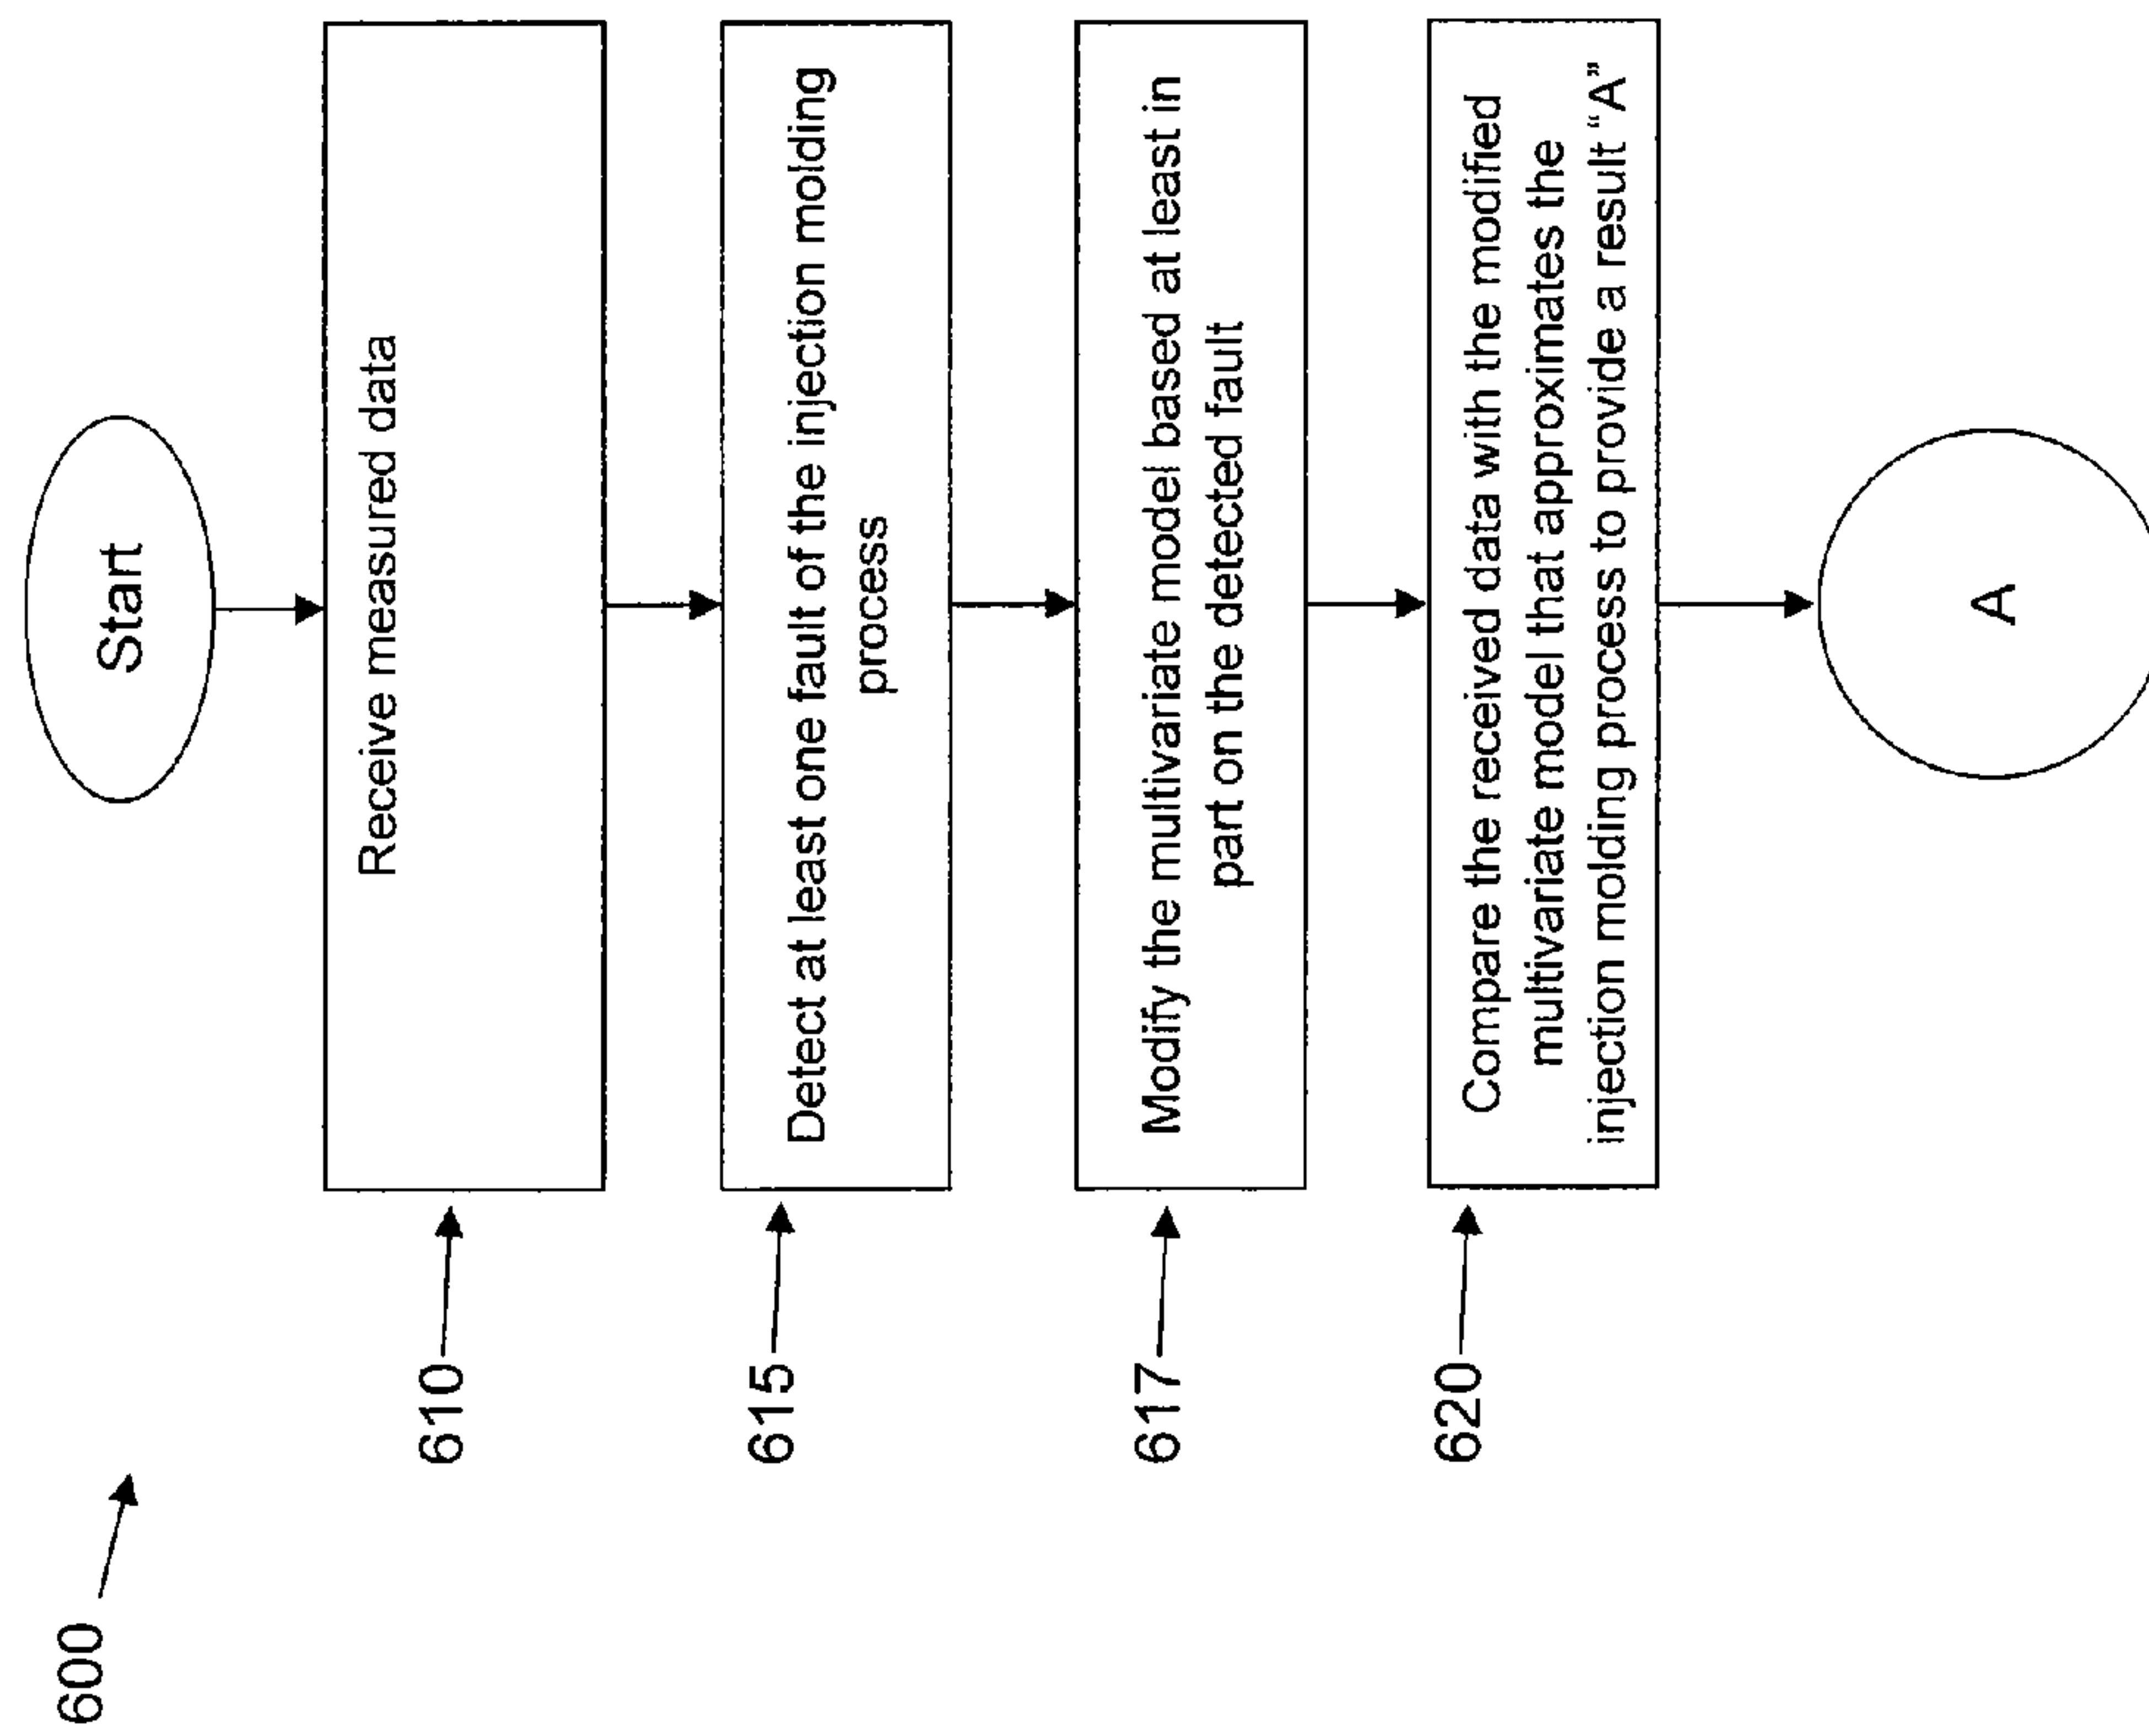 600
Start
610
Receive measured data
615
Detect at least one fault of the injection molding
process
617
Modify the multivariate model based at least in
part on the detected fault
620
Compare the received data with the modified
multivariate model that approximates the
injection molding process to provide a result “A”
A